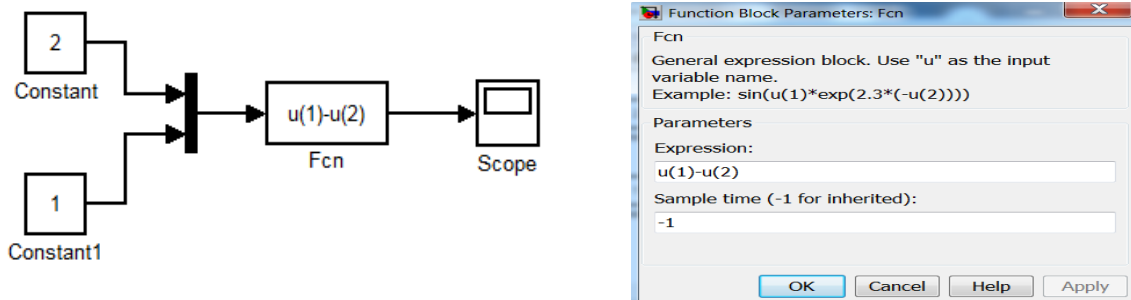 2
Constant
1
Constant1
u(1)-u(2)
Fcn
Scope
Function Block Parameters: Fcn
Fcn
General expression block. Use "u" as the input
variable name.
Example: sin(u(1)*exp(2.3*(-u(2))))
Parameters
Expression:
u(1)-u(2)
Sample time (-1 for inherited):
-1
OK Cancel Help Apply